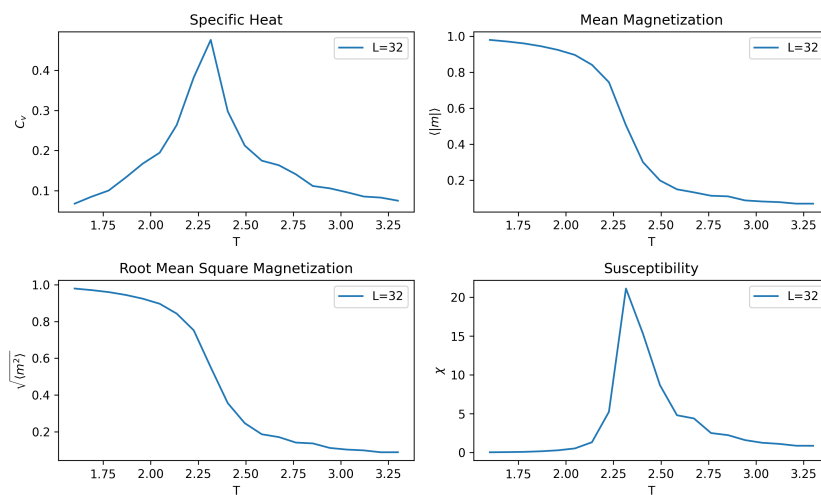 Specific Heat
L=32
C_v
0.4
0.3
0.2
0.1
1.75 2.00 2.25 2.50 2.75 3.00 3.25
T
Mean Magnetization
L=32
⟨|m|⟩
1.0
0.8
0.6
0.4
0.2
1.75 2.00 2.25 2.50 2.75 3.00 3.25
T
Root Mean Square Magnetization
L=32
√⟨m²⟩
1.0
0.8
0.6
0.4
0.2
1.75 2.00 2.25 2.50 2.75 3.00 3.25
T
Susceptibility
L=32
χ
20
15
10
5
0
1.75 2.00 2.25 2.50 2.75 3.00 3.25
T